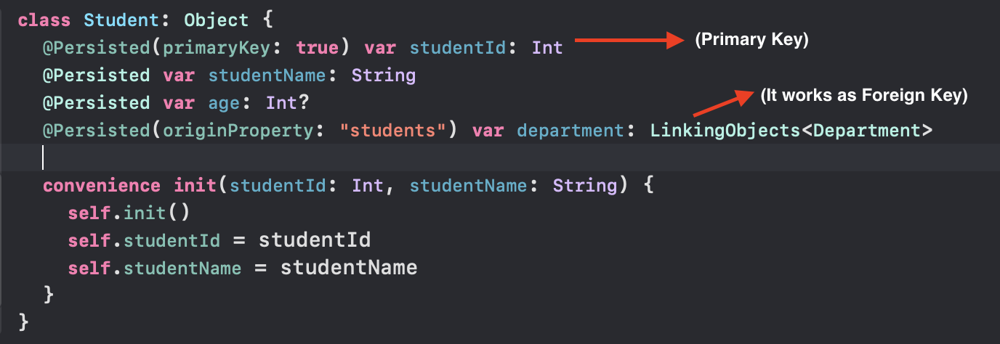 class Student: Object {
@Persisted(primaryKey: true) var studentId: Int (Primary Key)
@Persisted var studentName: String
@Persisted var age: Int?
(It works as Foreign Key)
@Persisted(originProperty: "students") var department: LinkingObjects<Department>
convenience init(studentId: Int, studentName: String) {
self.init()
self.studentId = studentId
self.studentName = studentName
}
}